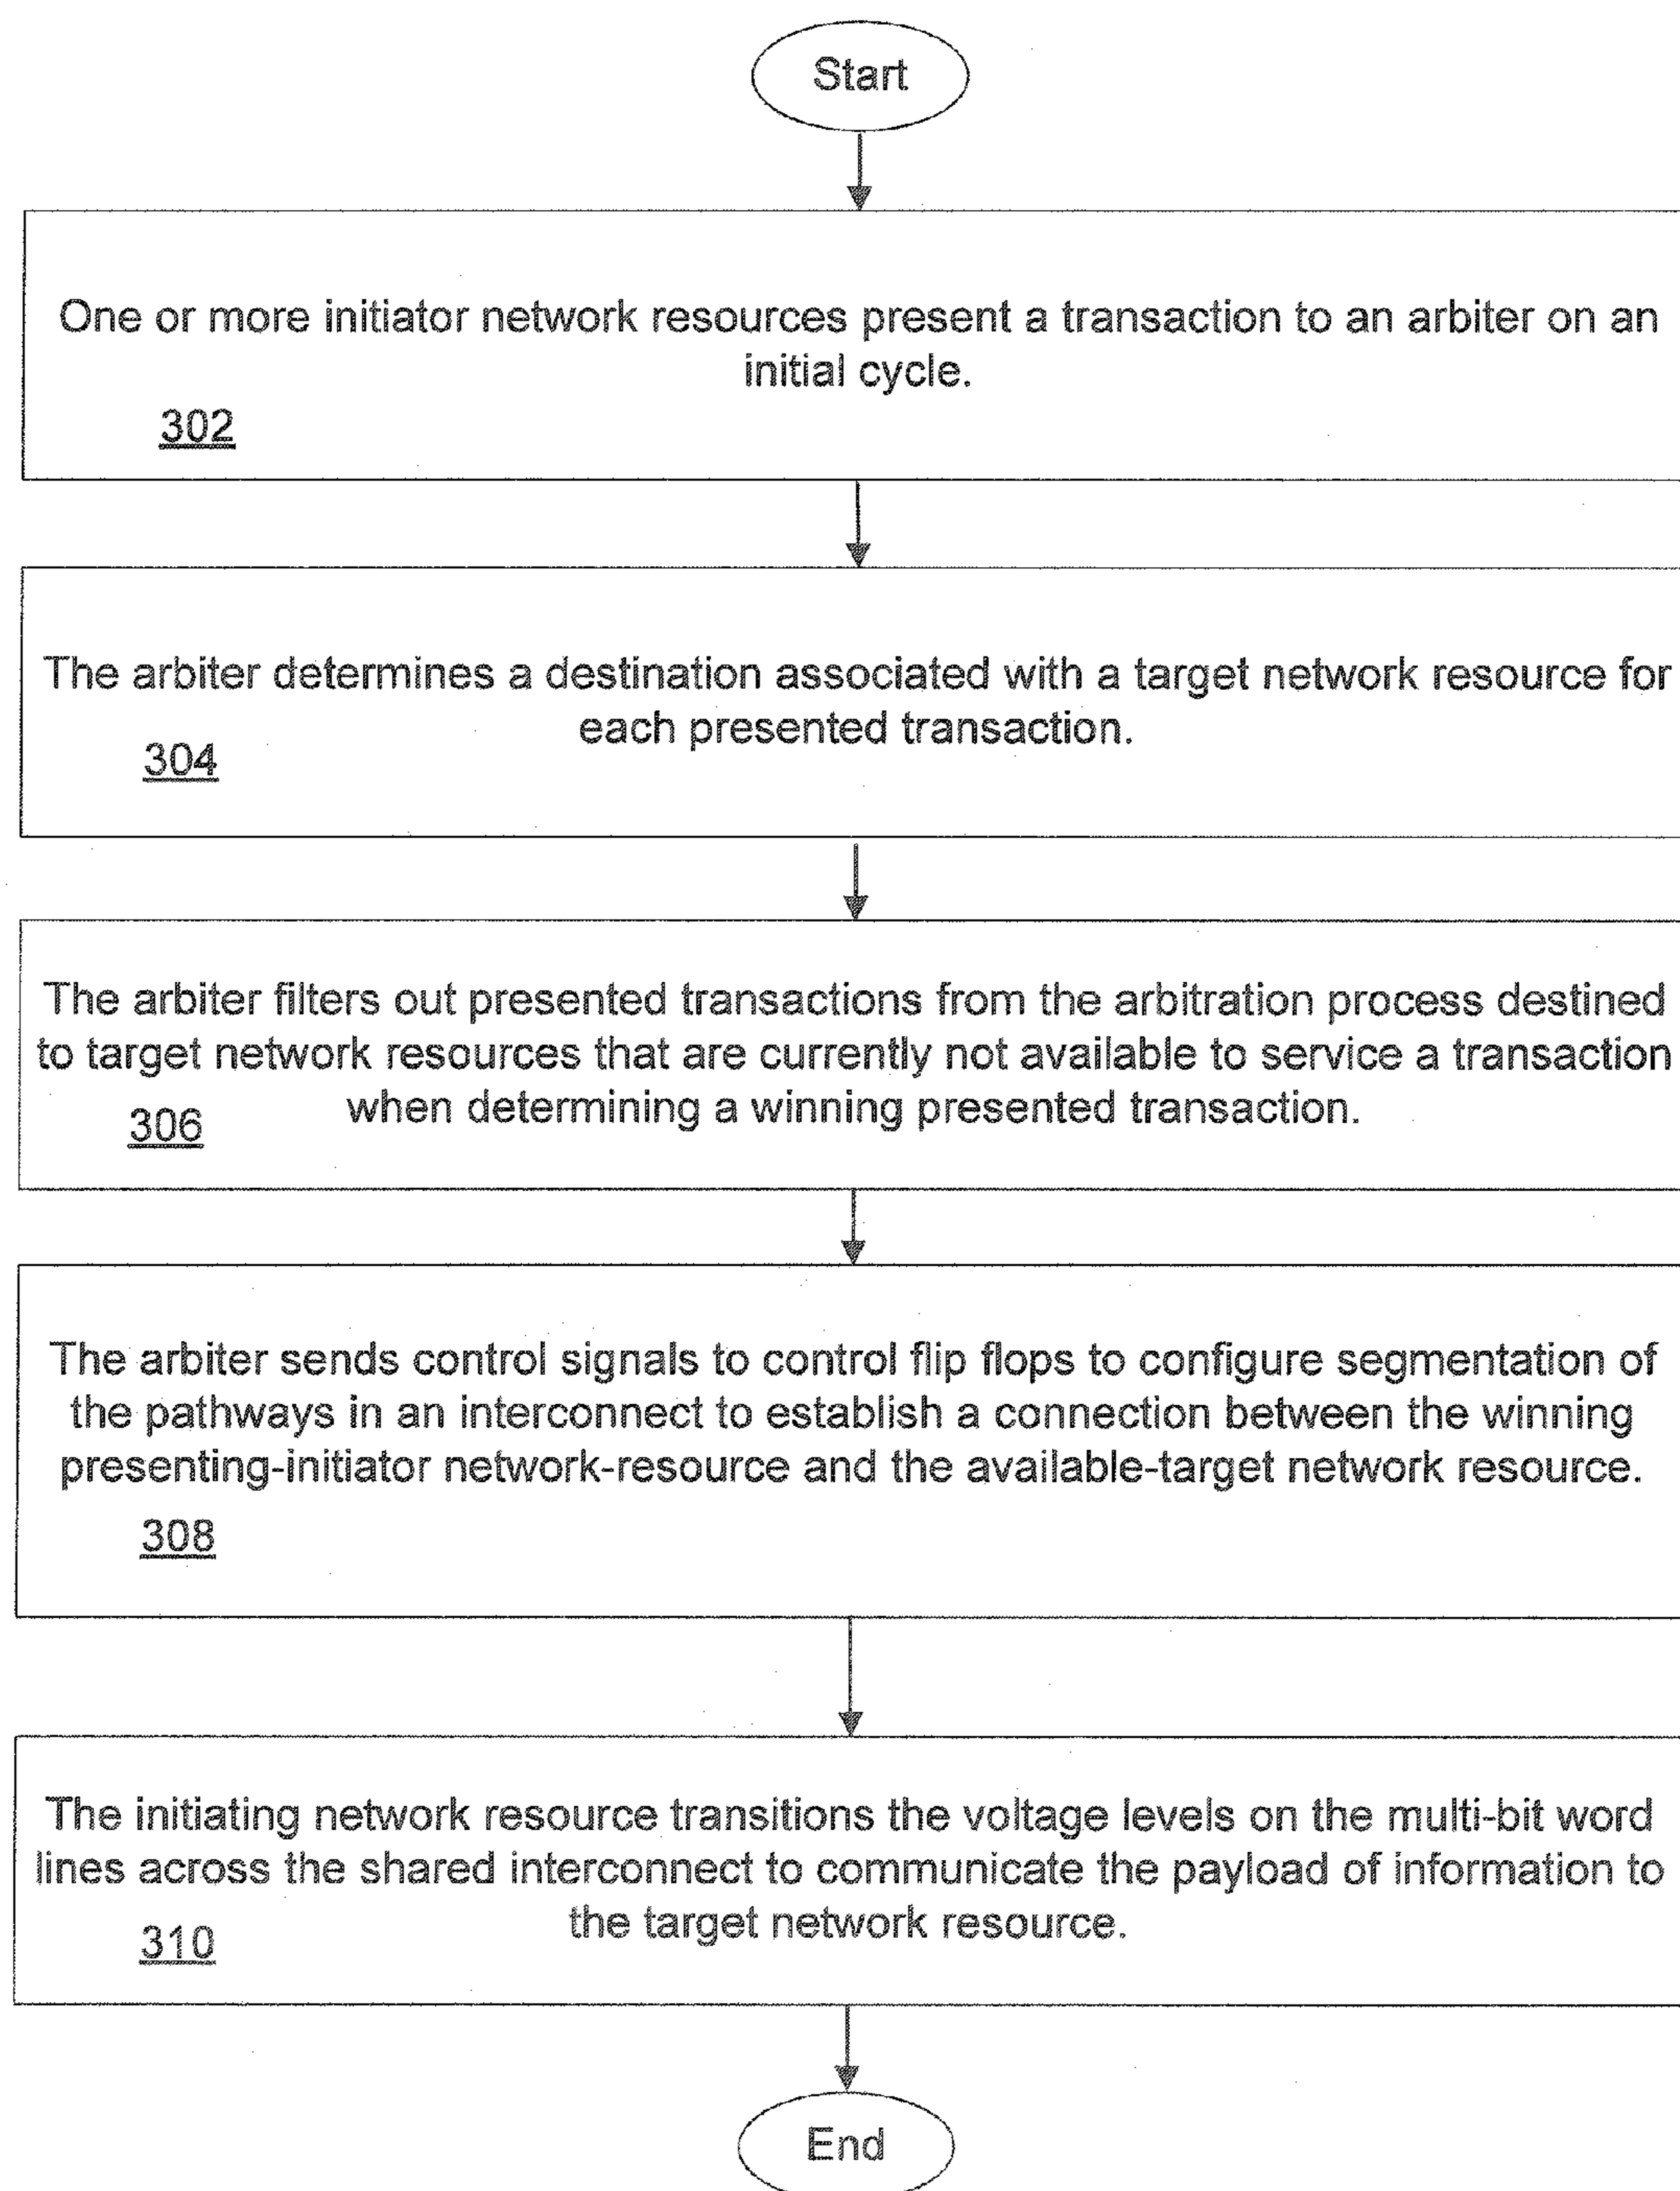 Start
One or more initiator network resources present a transaction to an arbiter on an
initial cycle.
302
The arbiter determines a destination associated with a target network resource for
each presented transaction.
304
The arbiter filters out presented transactions from the arbitration process destined
to target network resources that are currently not available to service a transaction
when determining a winning presented transaction.
306
The arbiter sends control signals to control flip flops to configure segmentation of
the pathways in an interconnect to establish a connection between the winning
presenting-initiator network-resource and the available-target network resource.
308
The initiating network resource transitions the voltage levels on the multi-bit word
lines across the shared interconnect to communicate the payload of information to
the target network resource.
310
End